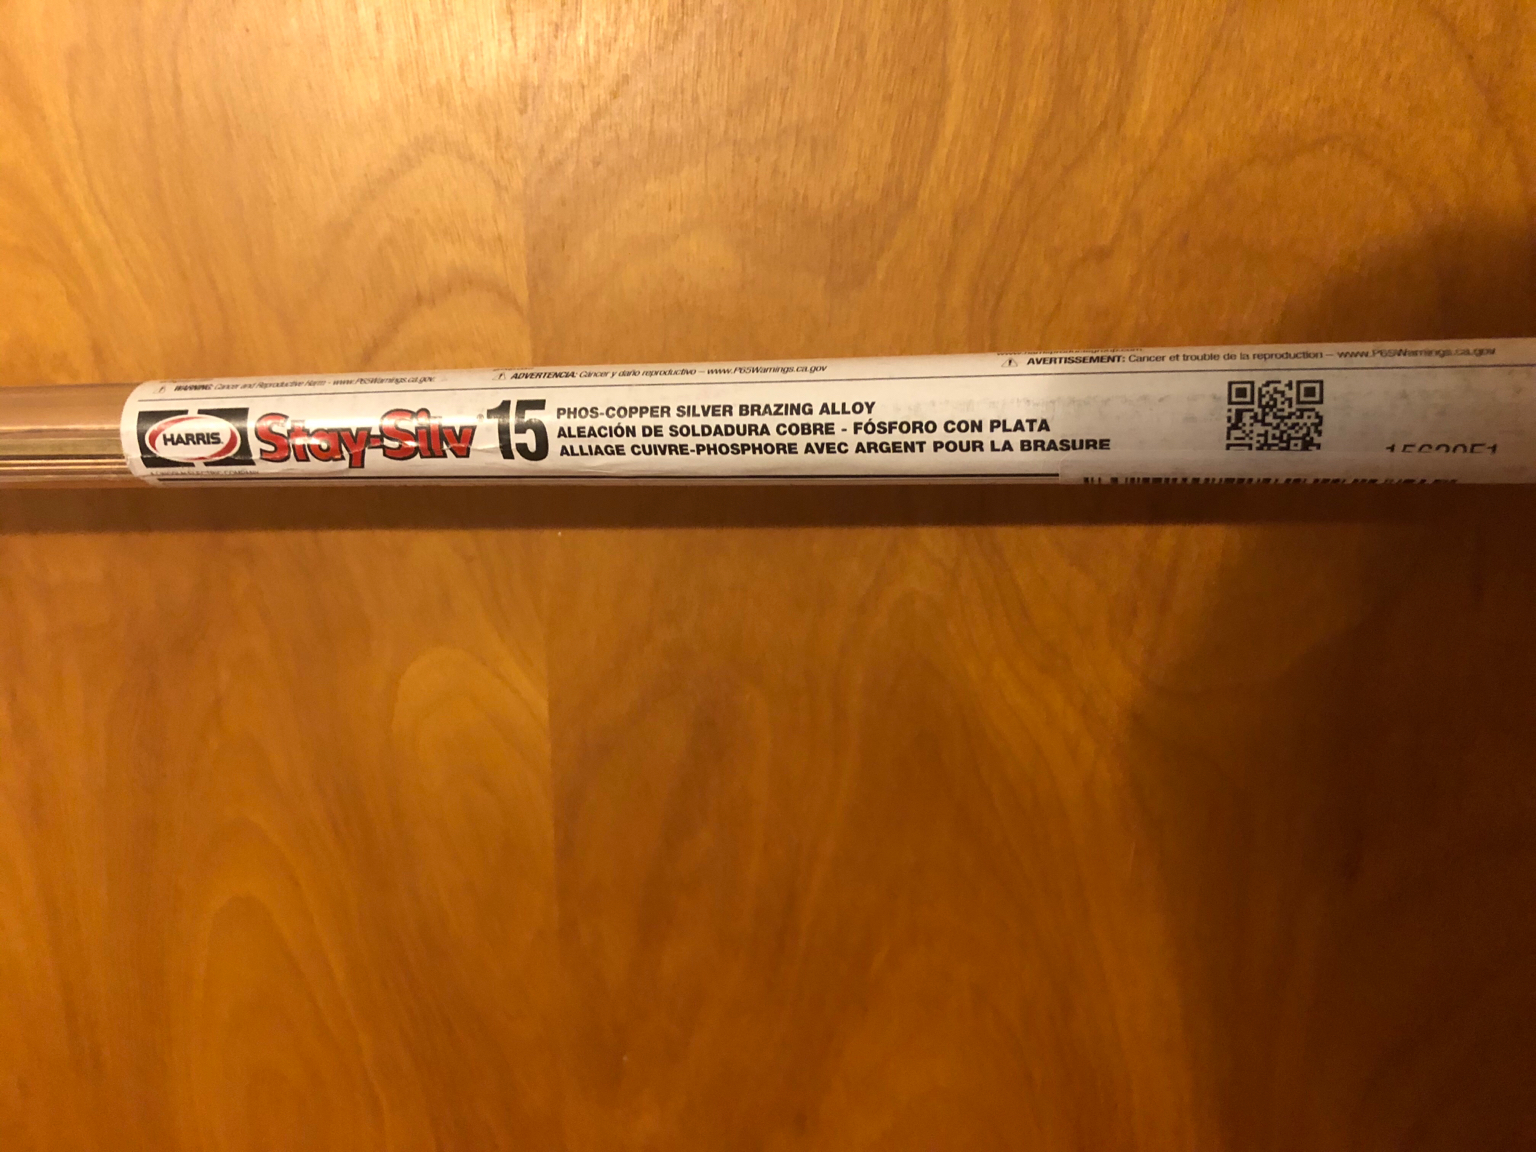 WARNING: Cancer and Reproductive Harm - www.P65Warnings.ca.gov
ADVERTENCIA: Cáncer y daño reproductivo – www.P65Warnings.ca.gov
AVERTISSEMENT: Cancer et trouble de la reproduction – www.P65Warnings.ca.gov
HARRIS
Stay-Silv 15
PHOS-COPPER SILVER BRAZING ALLOY
ALEACIÓN DE SOLDADURA COBRE - FÓSFORO CON PLATA
ALLIAGE CUIVRE-PHOSPHORE AVEC ARGENT POUR LA BRASURE